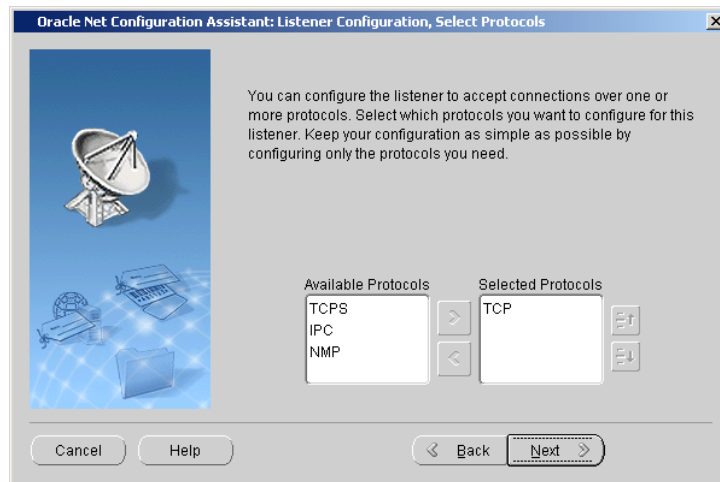 Oracle Net Configuration Assistant: Listener Configuration, Select Protocols
You can configure the listener to accept connections over one or
more protocols. Select which protocols you want to configure for this
listener. Keep your configuration as simple as possible by
configuring only the protocols you need.
Available Protocols
TCPS
IPC
NMP
Selected Protocols
TCP
Cancel
Help
Back
Next